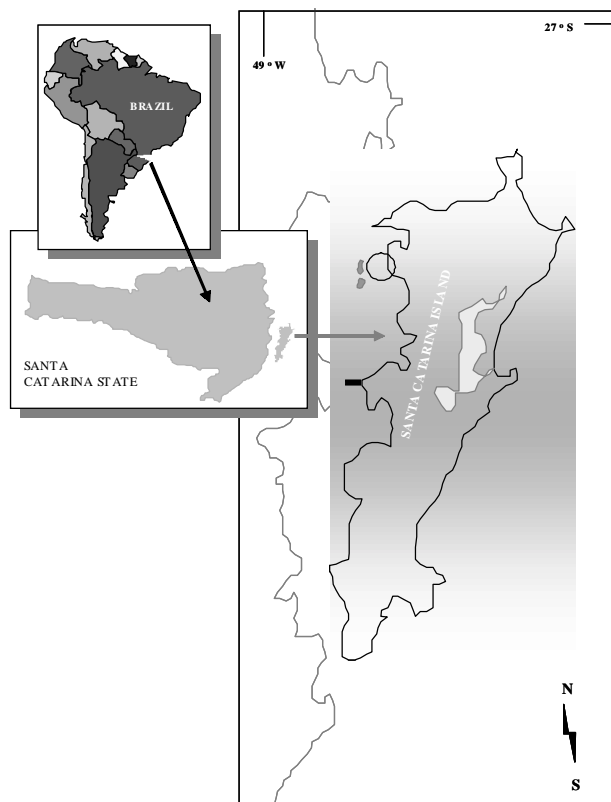 27 º S
49 º W
BRAZIL
SANTA CATARINA ISLAND
SANTA
CATARINA STATE
N
S